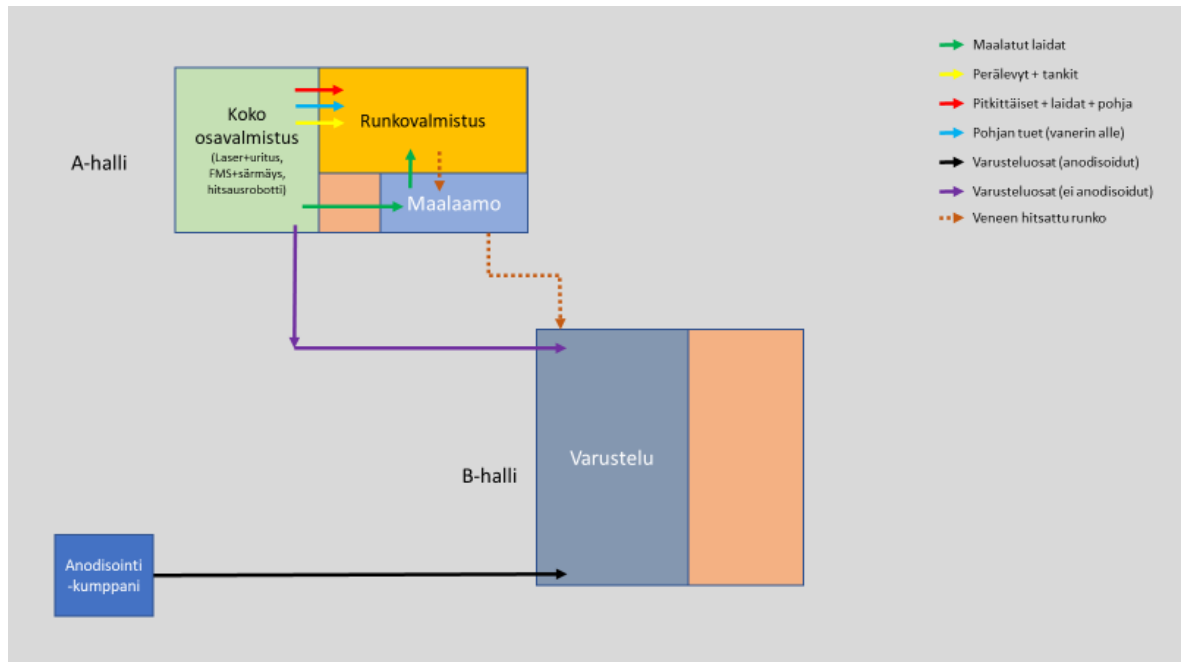 Maalatut laidat
Perälevyt + tankit
Pitkittäiset + laidat + pohja
Pohjan tuet (vanerin alle)
Varusteluosat (anodisoidut)
Varusteluosat (ei anodisoidut)
Veneen hitsattu runko
A-halli
Koko
osavalmistus
(Laser+uritus,
FMS+särmäys,
hitsausrobotti)
Runkovalmistus
Maalaamo
B-halli
Varustelu
Anodisointi
-kumppani